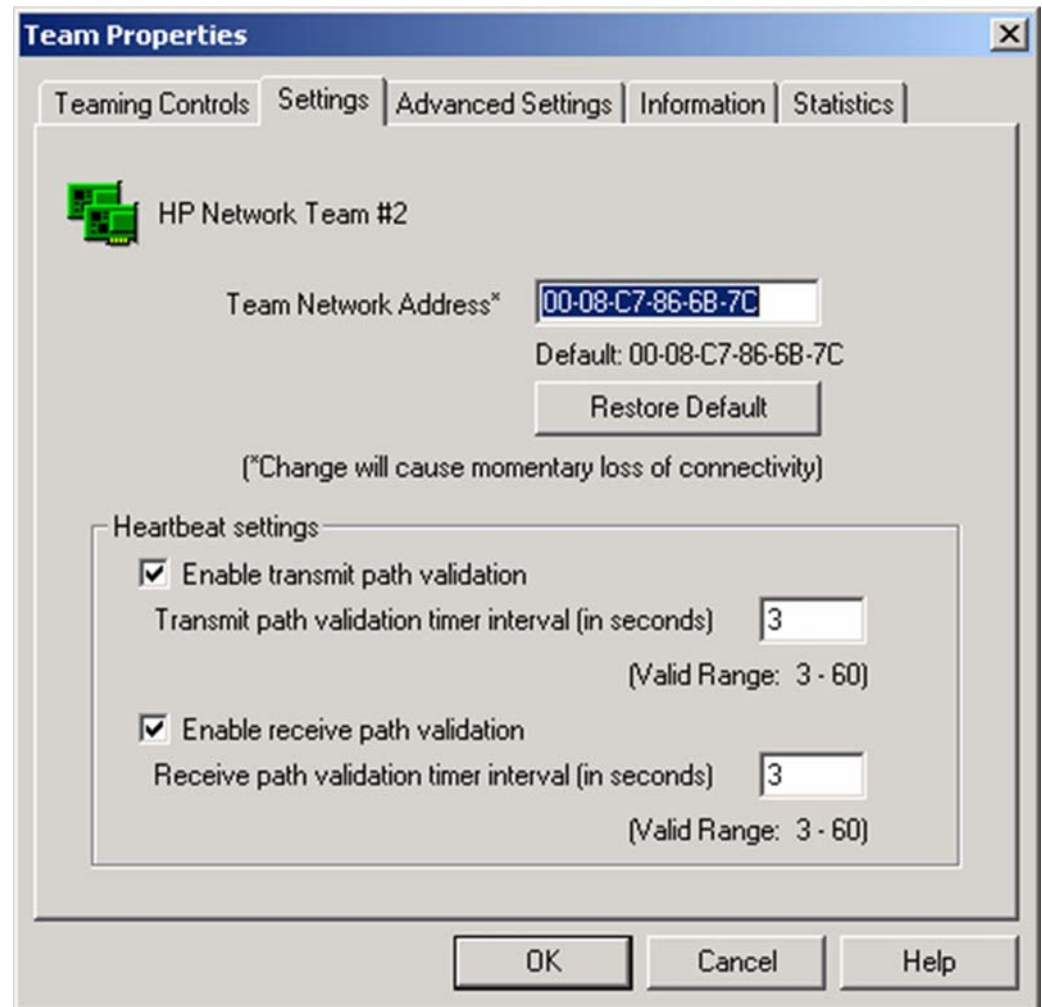 Team Properties
Teaming Controls Settings Advanced Settings Information Statistics
HP Network Team #2
Team Network Address* 00-08-C7-86-6B-7C
Default: 00-08-C7-86-6B-7C
Restore Default
(*Change will cause momentary loss of connectivity)
Heartbeat settings
Enable transmit path validation
Transmit path validation timer interval (in seconds) 3
(Valid Range: 3 - 60)
Enable receive path validation
Receive path validation timer interval (in seconds) 3
(Valid Range: 3 - 60)
OK Cancel Help